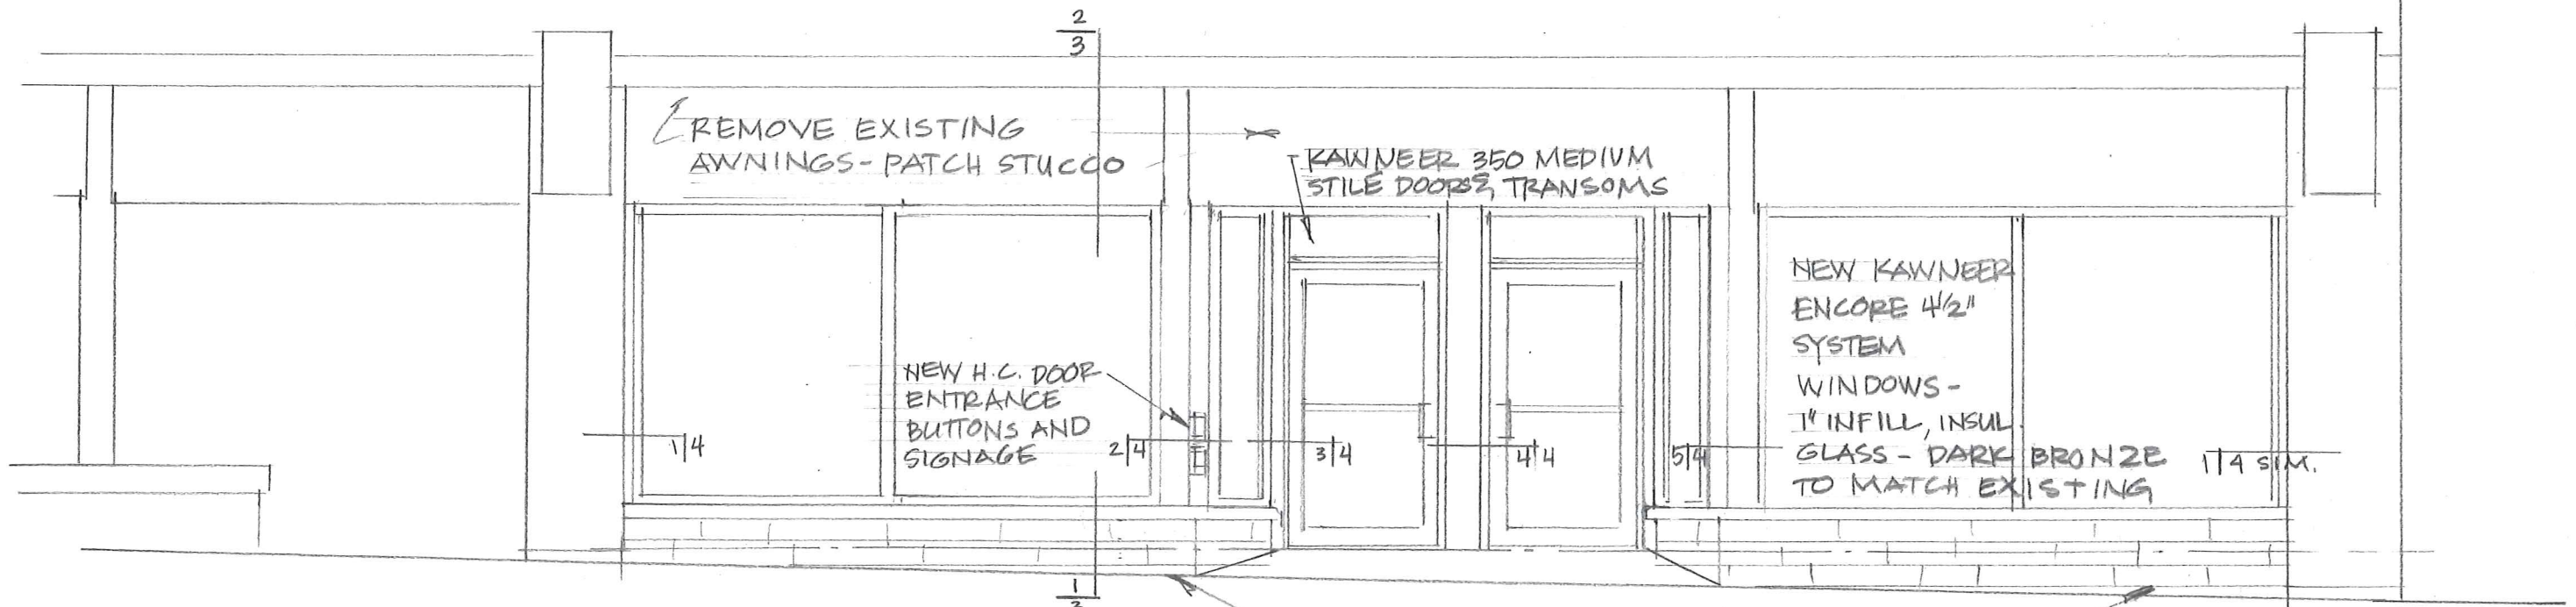 2
3
REMOVE EXISTING
AWNINGS - PATCH STUCCO
KAWNEER 350 MEDIUM
STILE DOORS & TRANSOMS
NEW KAWNEER
ENCORE 4 1/2"
SYSTEM
WINDOWS -
1" INFILL, INSUL.
GLASS - DARK BRONZE
TO MATCH EXISTING
NEW H.C. DOOR
ENTRANCE
BUTTONS AND
SIGNAGE
1|4
2|4
3|4
4|4
5|4
1|4 SIM.
1